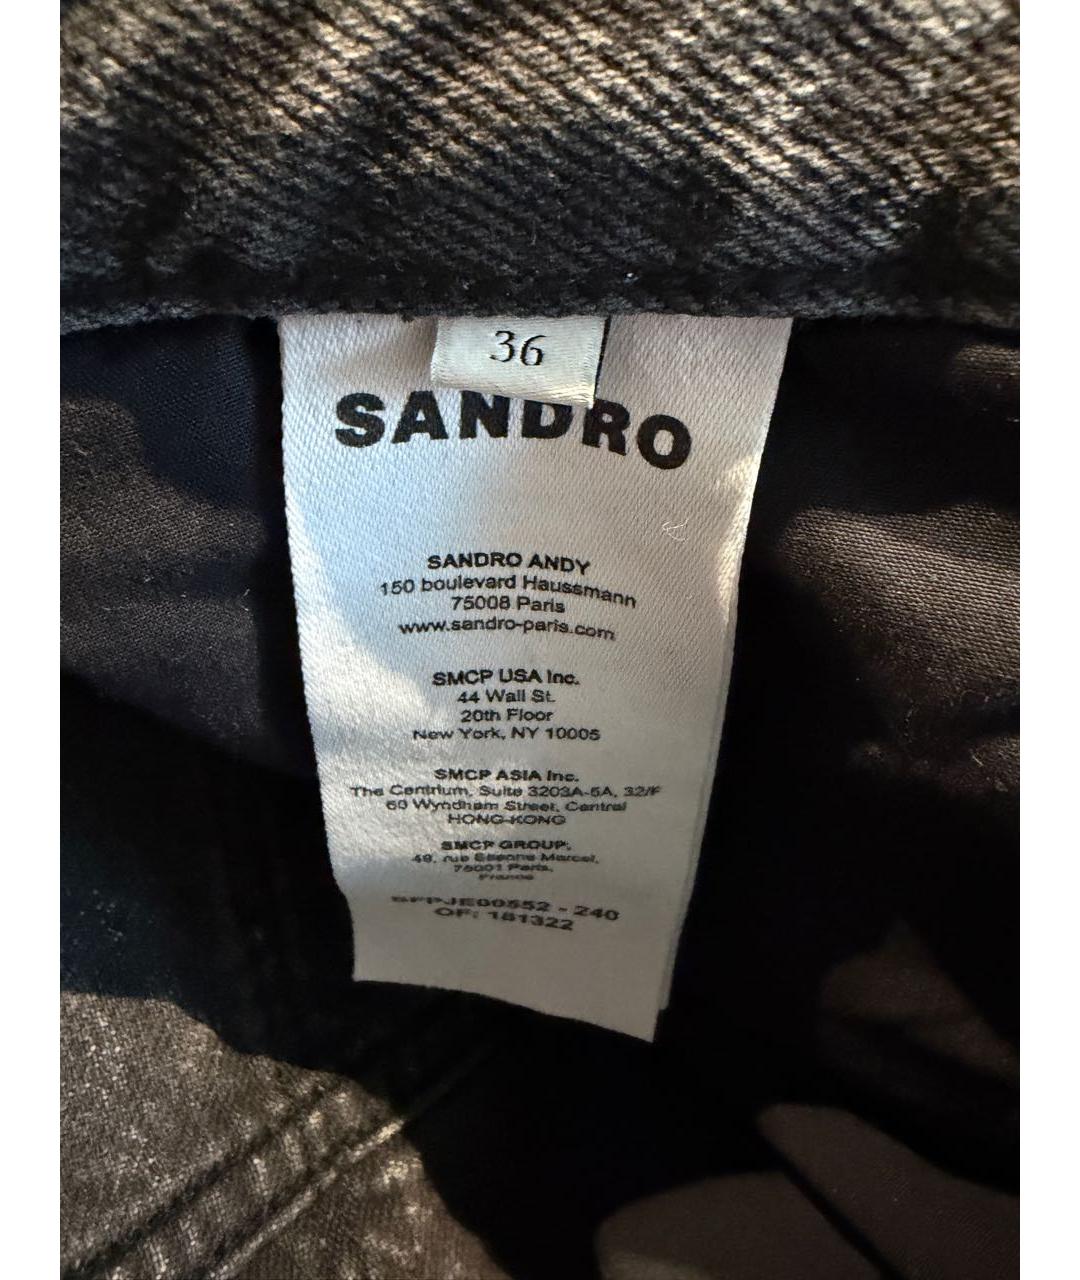 36
SANDRO
SANDRO ANDY
150 boulevard Haussmann
75008 Paris
www.sandro-paris.com
SMCP USA Inc.
44 Wall St.
20th Floor
New York, NY 10005
SMCP ASIA Inc.
The Centrium, Suite 3203A-5A, 32/F
60 Wyndham Street, Central
HONG-KONG
SMCP GROUP,
49, rue Etienne Marcel,
75001 Paris,
France
SFPJE00552 - 240
OF: 181322